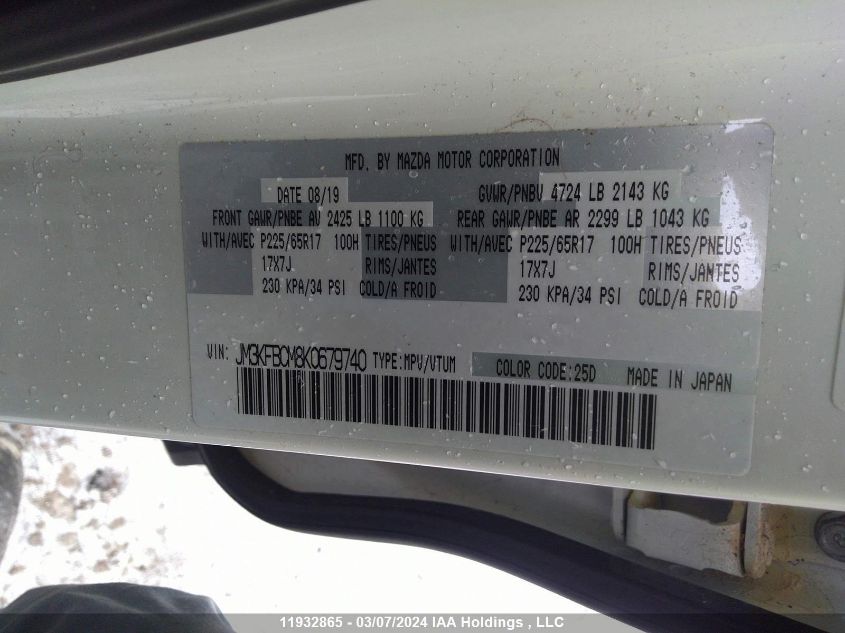 MFD. BY MAZDA MOTOR CORPORATION
DATE 08/19 GVWR/PNBV 4724 LB 2143 KG
FRONT GAWR/PNBE AV 2425 LB 1100 KG REAR GAWR/PNBE AR 2299 LB 1043 KG
WITH/AVEC P225/65R17 100H TIRES/PNEUS WITH/AVEC P225/65R17 100H TIRES/PNEUS
17X7J RIMS/JANTES 17X7J RIMS/JANTES
230 KPA/34 PSI COLD/A FROID 230 KPA/34 PSI COLD/A FROID
VIN: JM3KFBCM8K0679740 TYPE:MPV/VTUM COLOR CODE:25D MADE IN JAPAN
11932865 - 03/07/2024 IAA Holdings , LLC